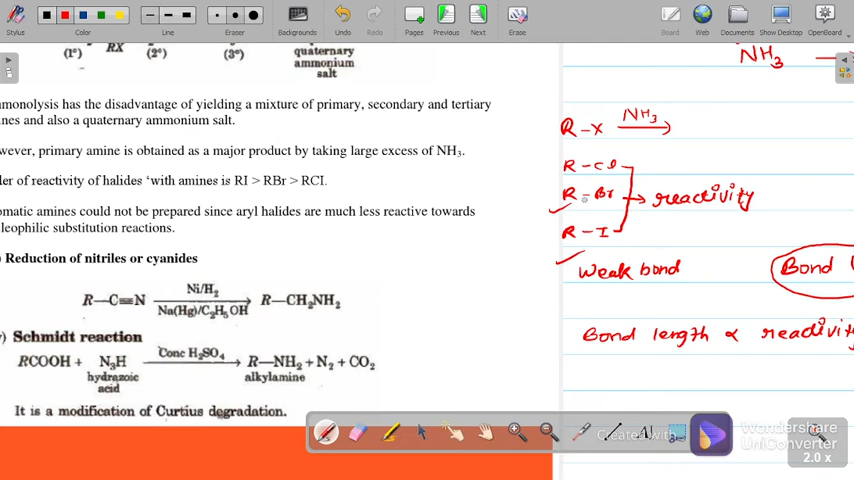 Stylus
Colors
Line
Eraser
Backgrounds
Undo
Redo
Pages
Previous
Next
Erase
Board
Web
Documents
Show Desktop
OpenBoard
(1°) RX (2°) (3°) quaternary
ammonium
salt
NH3
monolysis has the disadvantage of yielding a mixture of primary, secondary and tertiary
ines and also a quaternary ammonium salt.
wever, primary amine is obtained as a major product by taking large excess of NH3.
ler of reactivity of halides ‘with amines is RI > RBr > RCI.
omatic amines could not be prepared since aryl halides are much less reactive towards
leophilic substitution reactions.
) Reduction of nitriles or cyanides
R—C≡N Ni/H2 Na(Hg)/C2H5OH R—CH2NH2
) Schmidt reaction
RCOOH + N3H Conc H2SO4 R—NH2 + N2 + CO2
hydrazoic alkylamine
acid
It is a modification of Curtius degradation.
R-X NH3
R-Cl
R-Br reactivity
R-I
Weak bond Bond
Bond length ∝ reactivity
Created with Wondershare
UniConverter
2.0 x